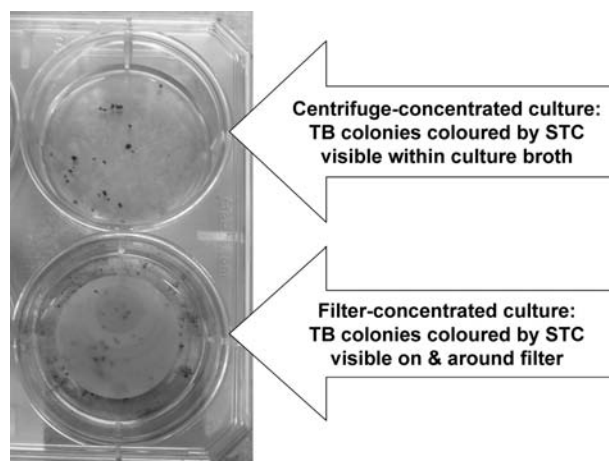 Centrifuge-concentrated culture:
TB colonies coloured by STC
visible within culture broth
Filter-concentrated culture:
TB colonies coloured by STC
visible on & around filter